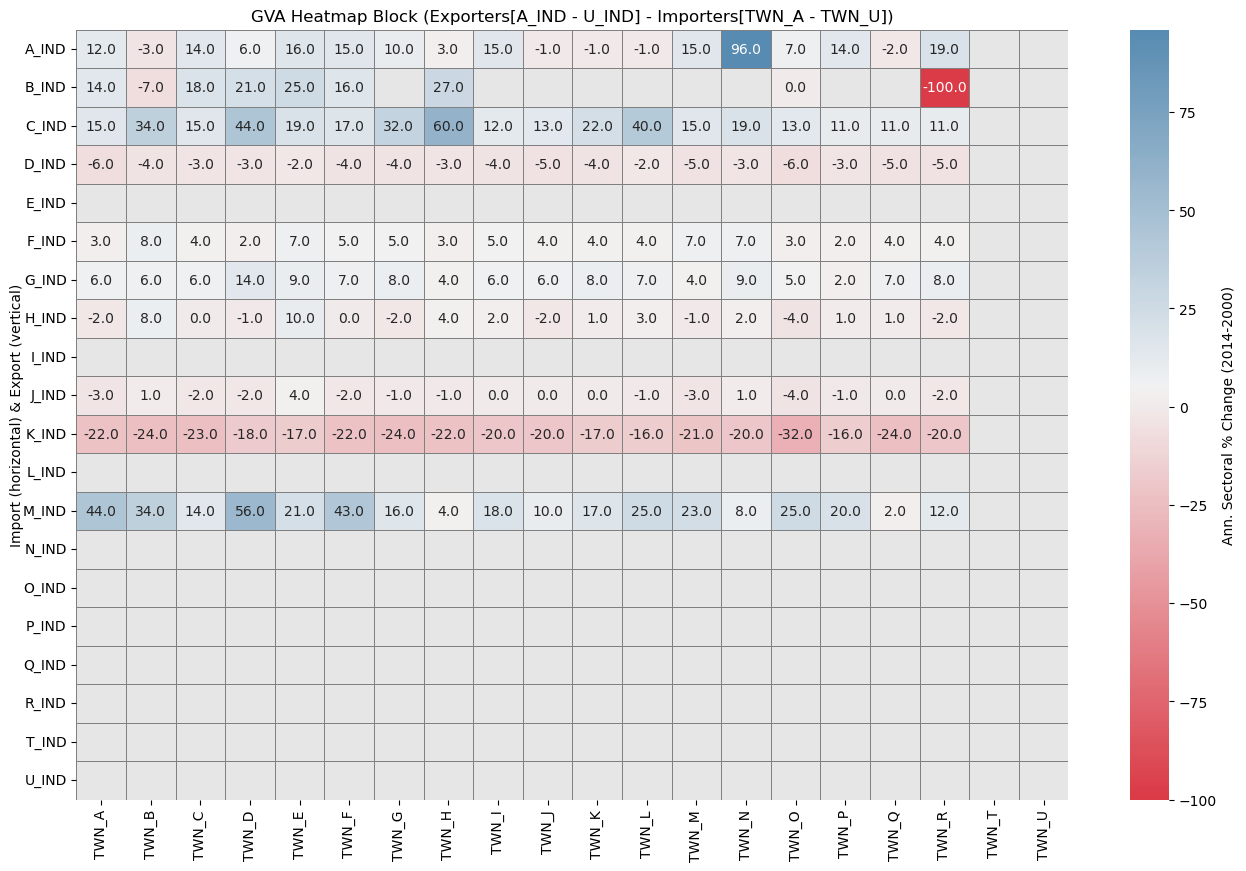 GVA Heatmap Block (Exporters[A_IND - U_IND] - Importers[TWN_A - TWN_U])
Import (horizontal) & Export (vertical)
A_IND 12.0 -3.0 14.0 6.0 16.0 15.0 10.0 3.0 15.0 -1.0 -1.0 -1.0 15.0 96.0 7.0 14.0 -2.0 19.0
B_IND 14.0 -7.0 18.0 21.0 25.0 16.0 27.0 0.0 -100.0
C_IND 15.0 34.0 15.0 44.0 19.0 17.0 32.0 60.0 12.0 13.0 22.0 40.0 15.0 19.0 13.0 11.0 11.0 11.0
D_IND -6.0 -4.0 -3.0 -3.0 -2.0 -4.0 -4.0 -3.0 -4.0 -5.0 -4.0 -2.0 -5.0 -3.0 -6.0 -3.0 -5.0 -5.0
E_IND
F_IND 3.0 8.0 4.0 2.0 7.0 5.0 5.0 3.0 5.0 4.0 4.0 4.0 7.0 7.0 3.0 2.0 4.0 4.0
G_IND 6.0 6.0 6.0 14.0 9.0 7.0 8.0 4.0 6.0 6.0 8.0 7.0 4.0 9.0 5.0 2.0 7.0 8.0
H_IND -2.0 8.0 0.0 -1.0 10.0 0.0 -2.0 4.0 2.0 -2.0 1.0 3.0 -1.0 2.0 -4.0 1.0 1.0 -2.0
I_IND
J_IND -3.0 1.0 -2.0 -2.0 4.0 -2.0 -1.0 -1.0 0.0 0.0 0.0 -1.0 -3.0 1.0 -4.0 -1.0 0.0 -2.0
K_IND -22.0 -24.0 -23.0 -18.0 -17.0 -22.0 -24.0 -22.0 -20.0 -20.0 -17.0 -16.0 -21.0 -20.0 -32.0 -16.0 -24.0 -20.0
L_IND
M_IND 44.0 34.0 14.0 56.0 21.0 43.0 16.0 4.0 18.0 10.0 17.0 25.0 23.0 8.0 25.0 20.0 2.0 12.0
N_IND
O_IND
P_IND
Q_IND
R_IND
T_IND
U_IND
TWN_A TWN_B TWN_C TWN_D TWN_E TWN_F TWN_G TWN_H TWN_I TWN_J TWN_K TWN_L TWN_M TWN_N TWN_O TWN_P TWN_Q TWN_R TWN_T TWN_U
75
50
25
0
−25
−50
−75
−100
Ann. Sectoral % Change (2014-2000)